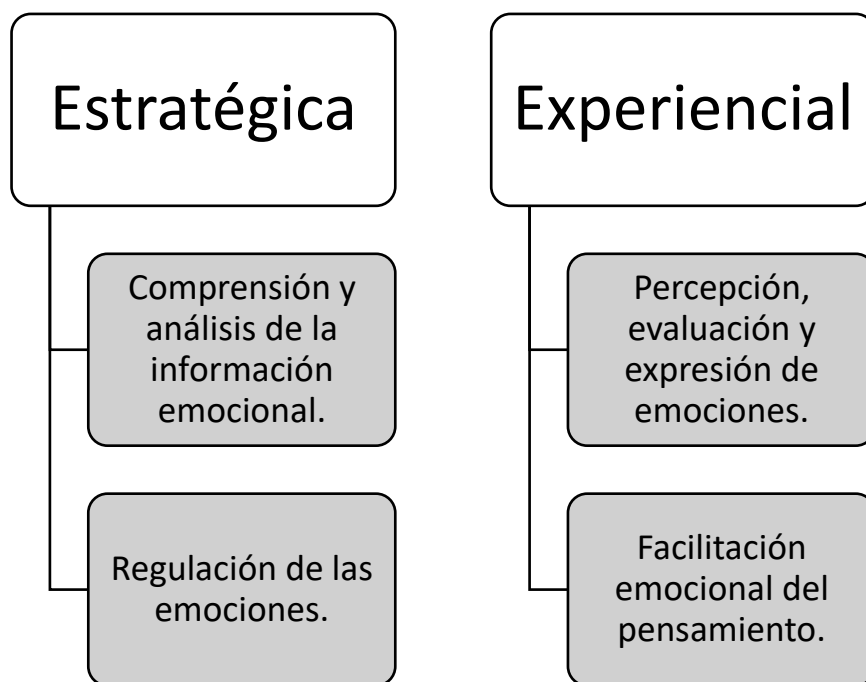 Estratégica
Comprensión y
análisis de la
información
emocional.
Regulación de las
emociones.
Experiencial
Percepción,
evaluación y
expresión de
emociones.
Facilitación
emocional del
pensamiento.